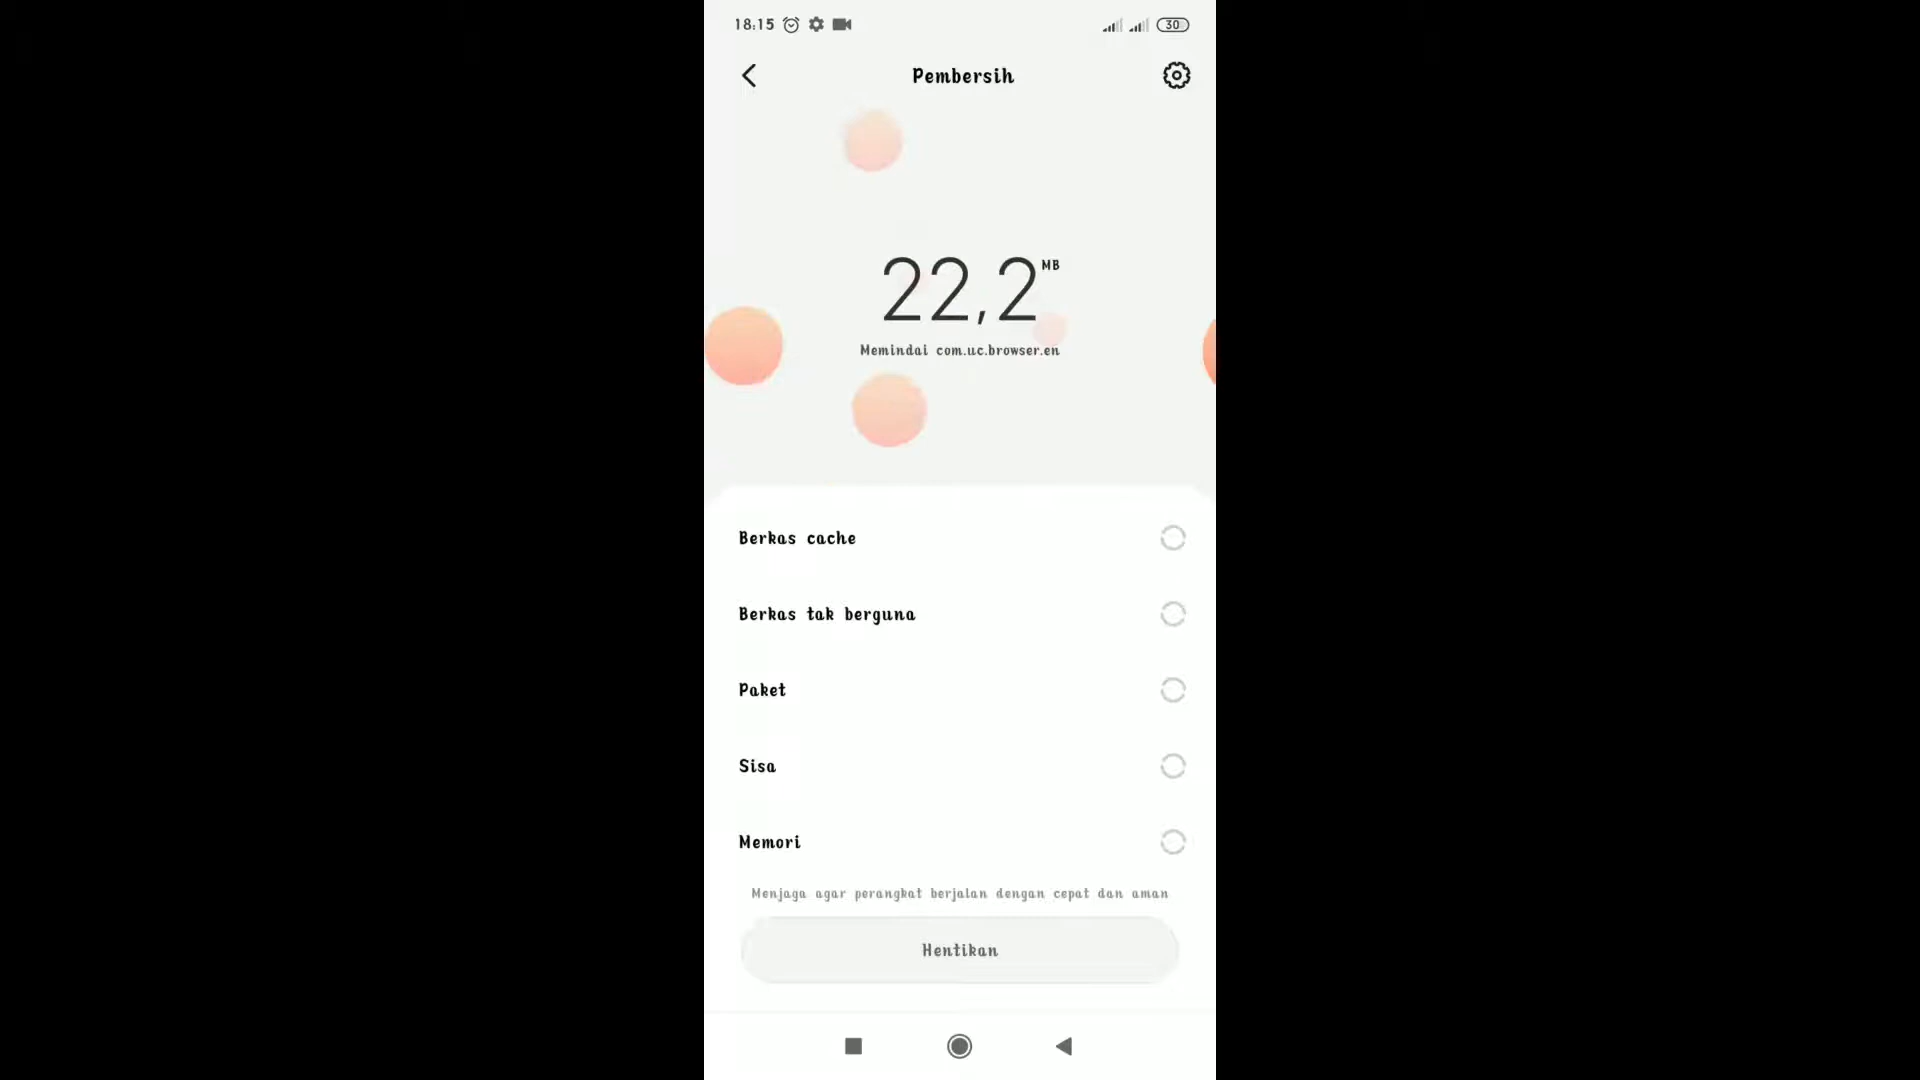 18:15
30
Pembersih
22,2 MB
Memindai com.uc.browser.en
Berkas cache
Berkas tak berguna
Paket
Sisa
Memori
Menjaga agar perangkat berjalan dengan cepat dan aman
Hentikan